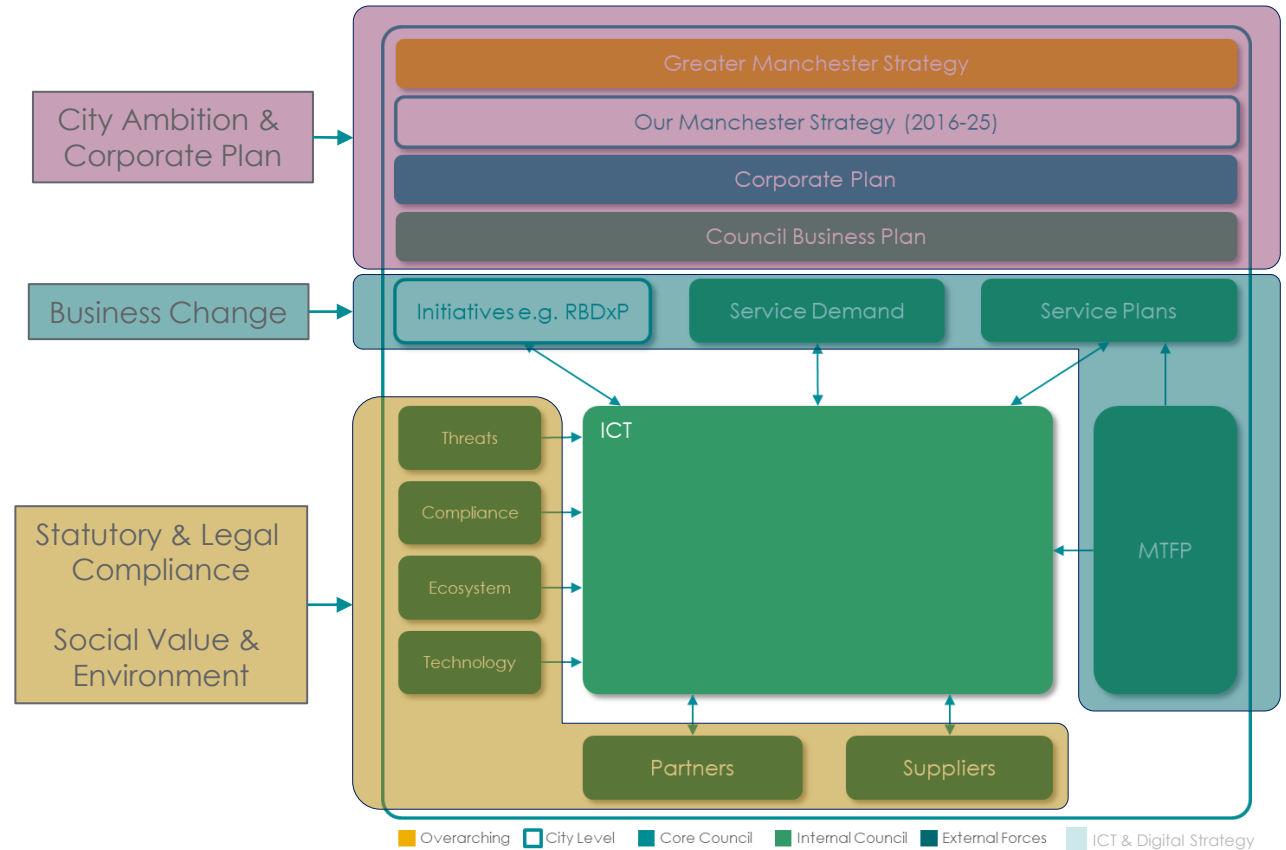 Greater Manchester Strategy
City Ambition &
Corporate Plan
Our Manchester Strategy (2016-25)
Corporate Plan
Council Business Plan
Business Change
Initiatives e.g. RBDxP
Service Demand
Service Plans
Statutory & Legal
Compliance
Social Value &
Environment
Threats
Compliance
Ecosystem
Technology
ICT
MTFP
Partners
Suppliers
Overarching
City Level
Core Council
Internal Council
External Forces
ICT & Digital Strategy